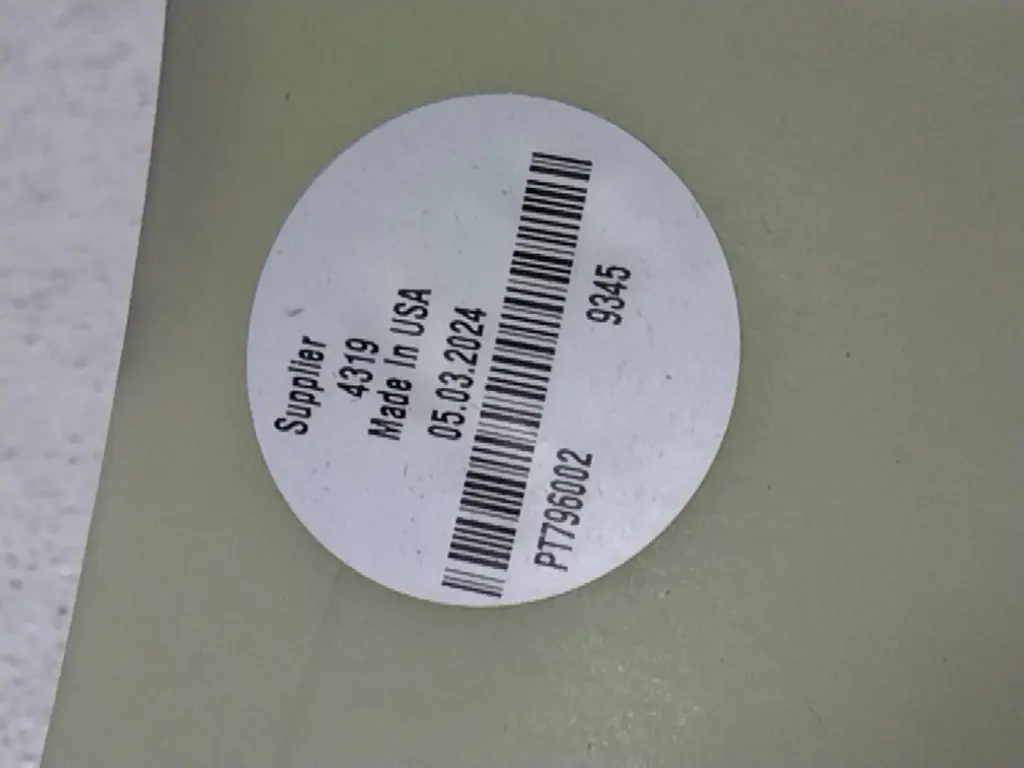 Supplier
4319
Made In USA
05.03.2024
PT796002 9345